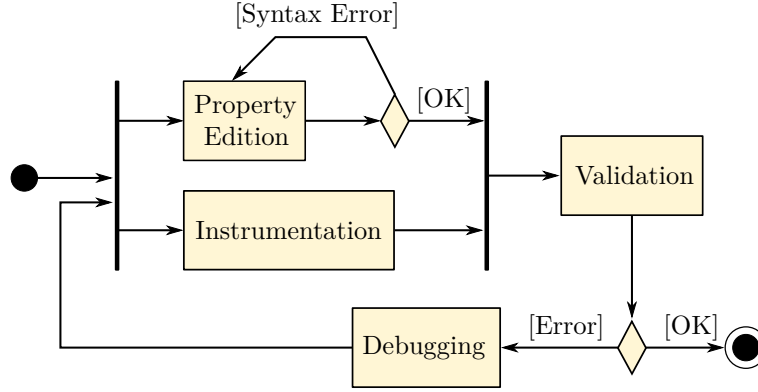 [Syntax Error]
Property
Edition
[OK]
Validation
Instrumentation
[Error]
[OK]
Debugging